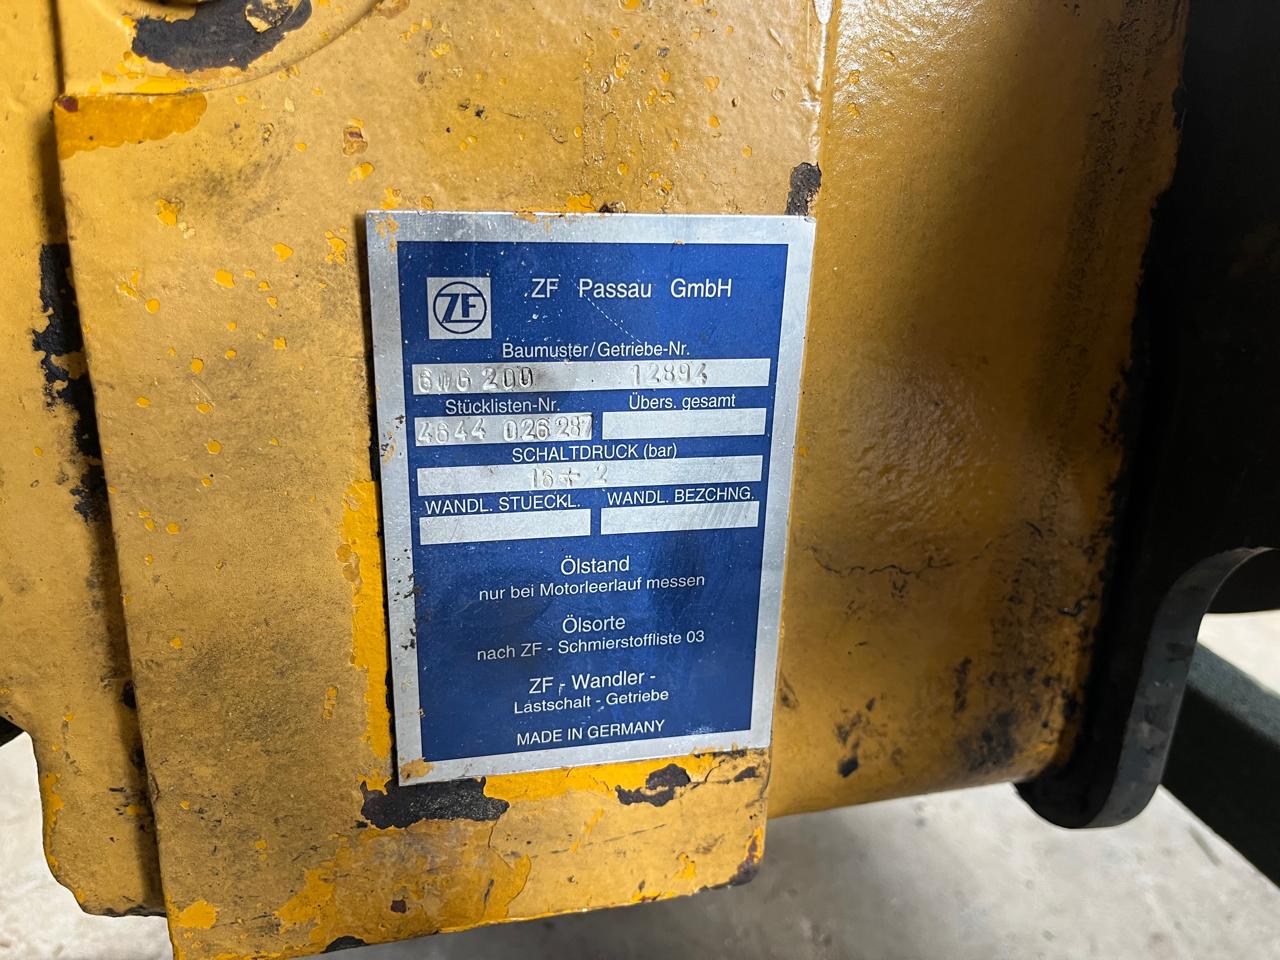 ZF
ZF Passau GmbH
Baumuster/Getriebe-Nr.
6WG 200 12894
Stücklisten-Nr. Übers. gesamt
4644 026 287
SCHALTDRUCK (bar)
16 + 2
WANDL. STUECKL. WANDL. BEZCHNG.
Ölstand
nur bei Motorleerlauf messen
Ölsorte
nach ZF - Schmierstoffliste 03
ZF - Wandler -
Lastschalt - Getriebe
MADE IN GERMANY